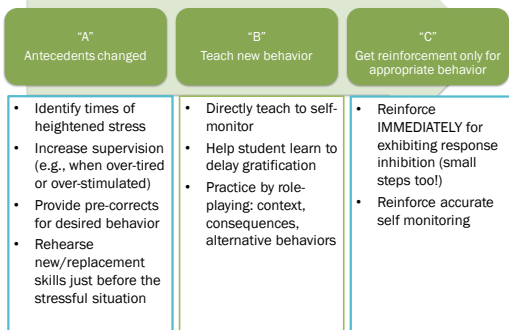 "A"
Antecedents changed
"B"
Teach new behavior
"C"
Get reinforcement only for
appropriate behavior
• Identify times of
heightened stress
• Increase supervision
(e.g., when over-tired
or over-stimulated)
• Provide pre-corrects
for desired behavior
• Rehearse
new/replacement
skills just before the
stressful situation
• Directly teach to self-
monitor
• Help student learn to
delay gratification
• Practice by role-
playing: context,
consequences,
alternative behaviors
• Reinforce
IMMEDIATELY for
exhibiting response
inhibition (small
steps too!)
• Reinforce accurate
self monitoring